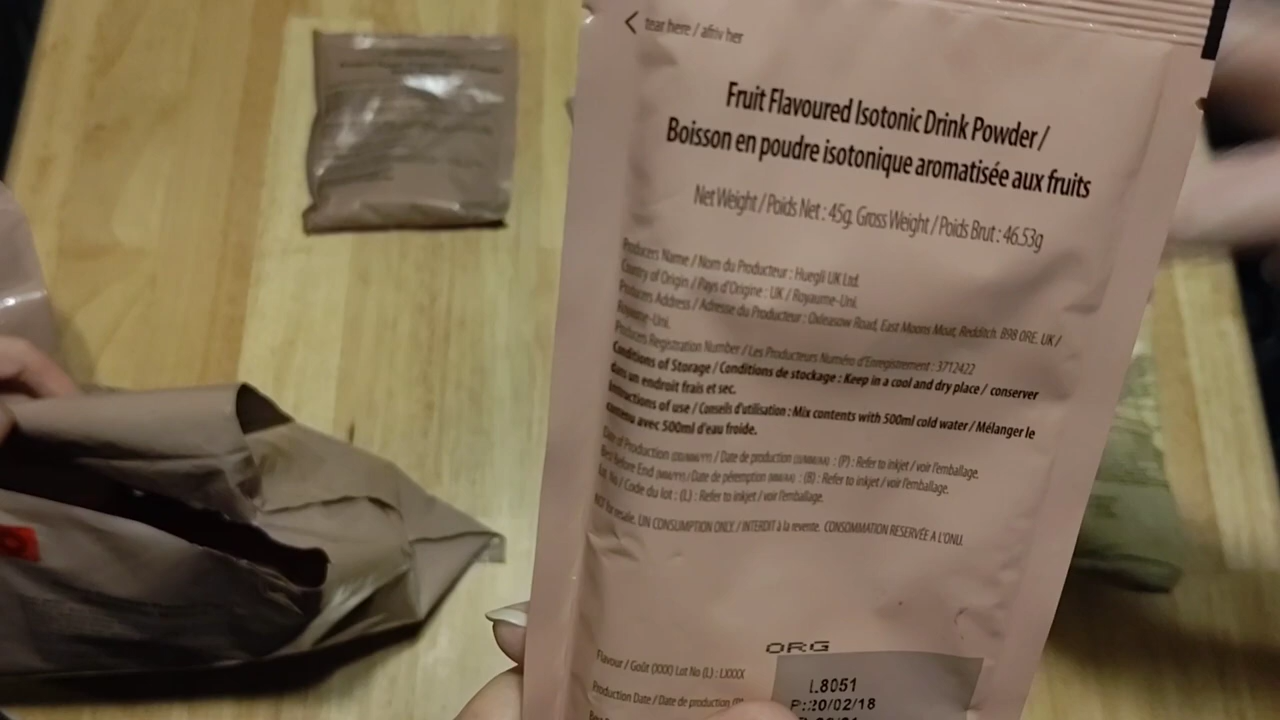 < tear here / afriv her
Fruit Flavoured Isotonic Drink Powder /
Boisson en poudre isotonique aromatisée aux fruits
Net Weight / Poids Net : 45g. Gross Weight / Poids Brut : 46.53g
Producers Name / Nom du Producteur : Huegli UK Ltd.
Country of Origin / Pays d'Origine : UK / Royaume-Uni.
Producers Address / Adresse du Producteur : Oxleasow Road, East Moons Moat, Redditch. B98 0RE. UK /
Royaume-Uni.
Producers Registration Number / Les Producteurs Numéro d'Enregistrement : 3712422
Conditions of Storage / Conditions de stockage : Keep in a cool and dry place / conserver
dans un endroit frais et sec.
Instructions of use / Conseils d'utilisation : Mix contents with 500ml cold water / Mélanger le
contenu avec 500ml d'eau froide.
Date of Production (DD/MM/YY) / Date de production : (P) : Refer to inkjet / voir l'emballage.
Best Before End (MM/YY) / Date de péremption : (B) : Refer to inkjet / voir l'emballage.
Lot No / Code du lot : (L) : Refer to inkjet / voir l'emballage.
NOT for resale. UN CONSUMPTION ONLY. / INTERDIT à la revente. CONSOMMATION RESERVÉE A L'ONU.
ORG
Flavour / Goût (XXXX) Lot No (L) : LXXXX
L8051
Production Date / Date de production
P:20/02/18